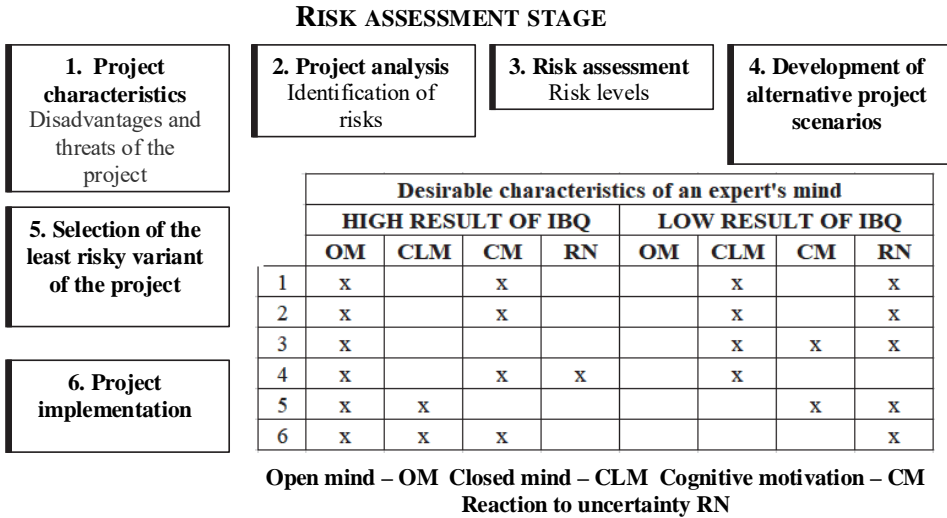 RISK ASSESSMENT STAGE
1. Project
characteristics
Disadvantages and
threats of the
project
2. Project analysis
Identification of
risks
3. Risk assessment
Risk levels
4. Development of
alternative project
scenarios
5. Selection of the
least risky variant
of the project
6. Project
implementation
Desirable characteristics of an expert's mind
HIGH RESULT OF IBQ LOW RESULT OF IBQ
OM CLM CM RN OM CLM CM RN
1 x x x x
2 x x x x
3 x x x x
4 x x x x
5 x x x x
6 x x x x
Open mind – OM Closed mind – CLM Cognitive motivation – CM
Reaction to uncertainty RN